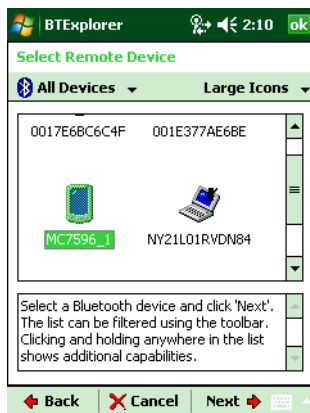 BTExplorer 2:10 ok
Select Remote Device
All Devices Large Icons
0017E6BC6C4F 001E377AE6BE
MC7596_1 NY21L01RVDN84
Select a Bluetooth device and click 'Next'.
The list can be filtered using the toolbar.
Clicking and holding anywhere in the list
shows additional capabilities.
Back Cancel Next